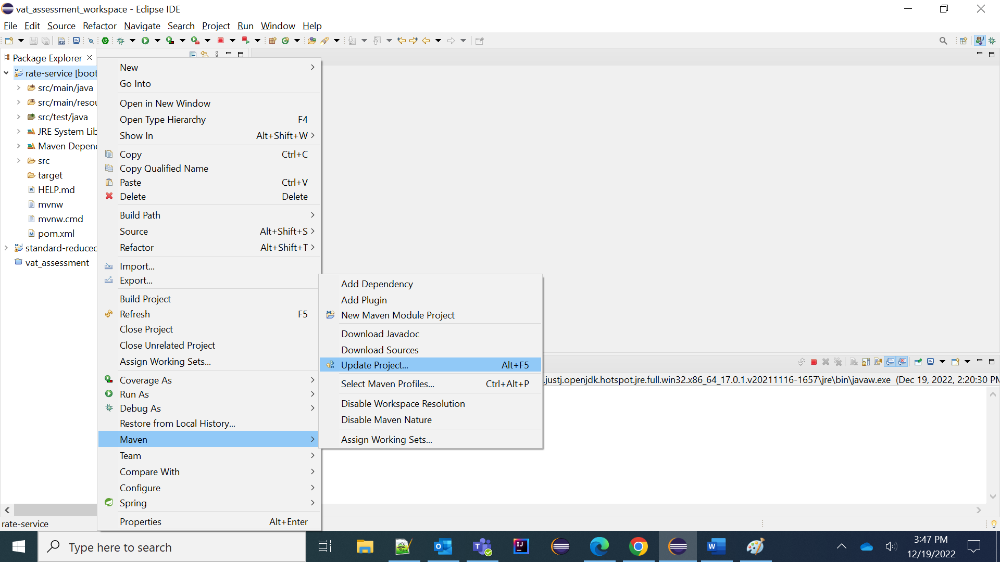 vat_assessment_workspace - Eclipse IDE
File Edit Source Refactor Navigate Search Project Run Window Help
Package Explorer
rate-service [boot
src/main/java
src/main/resou
src/test/java
JRE System Lib
Maven Depend
src
target
HELP.md
mvnw
mvnw.cmd
pom.xml
standard-reduced
vat_assessment
New
Go Into
Open in New Window
Open Type Hierarchy F4
Show In Alt+Shift+W
Copy Ctrl+C
Copy Qualified Name
Paste Ctrl+V
Delete Delete
Build Path
Source Alt+Shift+S
Refactor Alt+Shift+T
Import...
Export...
Build Project
Refresh F5
Close Project
Close Unrelated Project
Assign Working Sets...
Coverage As
Run As
Debug As
Restore from Local History...
Maven
Team
Compare With
Configure
Spring
Properties Alt+Enter
Add Dependency
Add Plugin
New Maven Module Project
Download Javadoc
Download Sources
Update Project... Alt+F5
Select Maven Profiles... Ctrl+Alt+P
Disable Workspace Resolution
Disable Maven Nature
Assign Working Sets...
.justj.openjdk.hotspot.jre.full.win32.x86_64_17.0.1.v20211116-1657\jre\bin\javaw.exe (Dec 19, 2022, 2:20:30 PM
rate-service
Type here to search
3:47 PM
12/19/2022